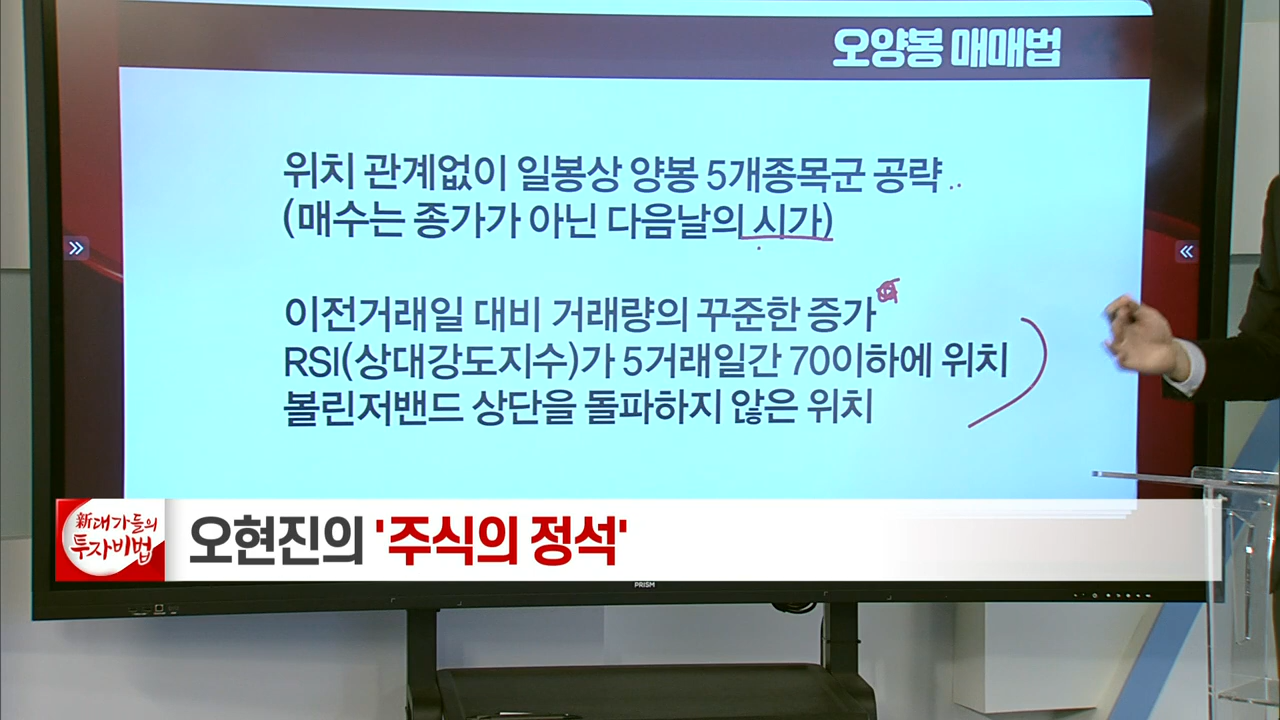 오양봉 매매법
위치 관계없이 일봉상 양봉 5개종목군 공략
(매수는 종가가 아닌 다음날의 시가)
이전거래일 대비 거래량의 꾸준한 증가
RSI(상대강도지수)가 5거래일간 70이하에 위치
볼린저밴드 상단을 돌파하지 않은 위치
新대가들의
투자비법
오현진의 '주식의 정석'
PRISM